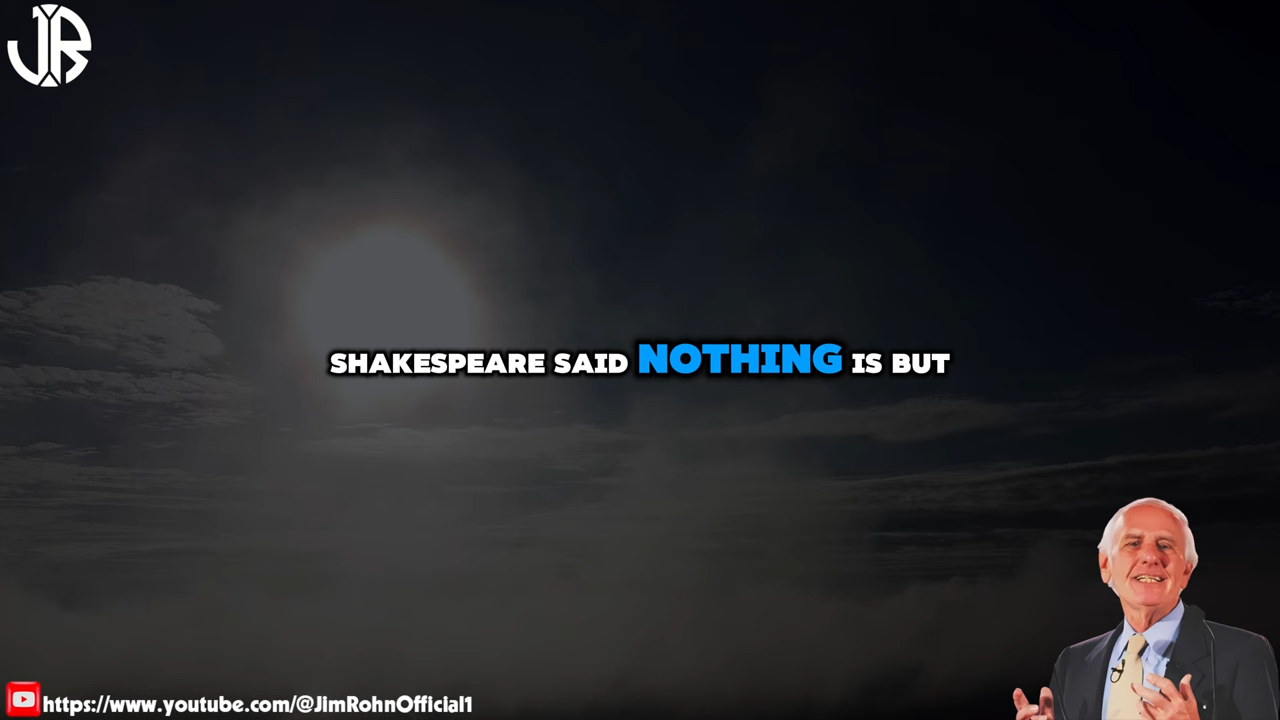 JR
SHAKESPEARE SAID NOTHING IS BUT
https://www.youtube.com/@JimRohnOfficial1